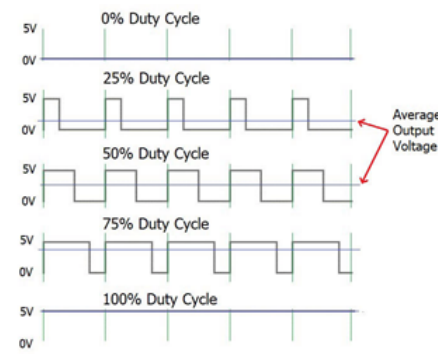 0% Duty Cycle
5V
0V
25% Duty Cycle
5V
0V
Average
Output
Voltage
50% Duty Cycle
5V
0V
75% Duty Cycle
5V
0V
100% Duty Cycle
5V
0V